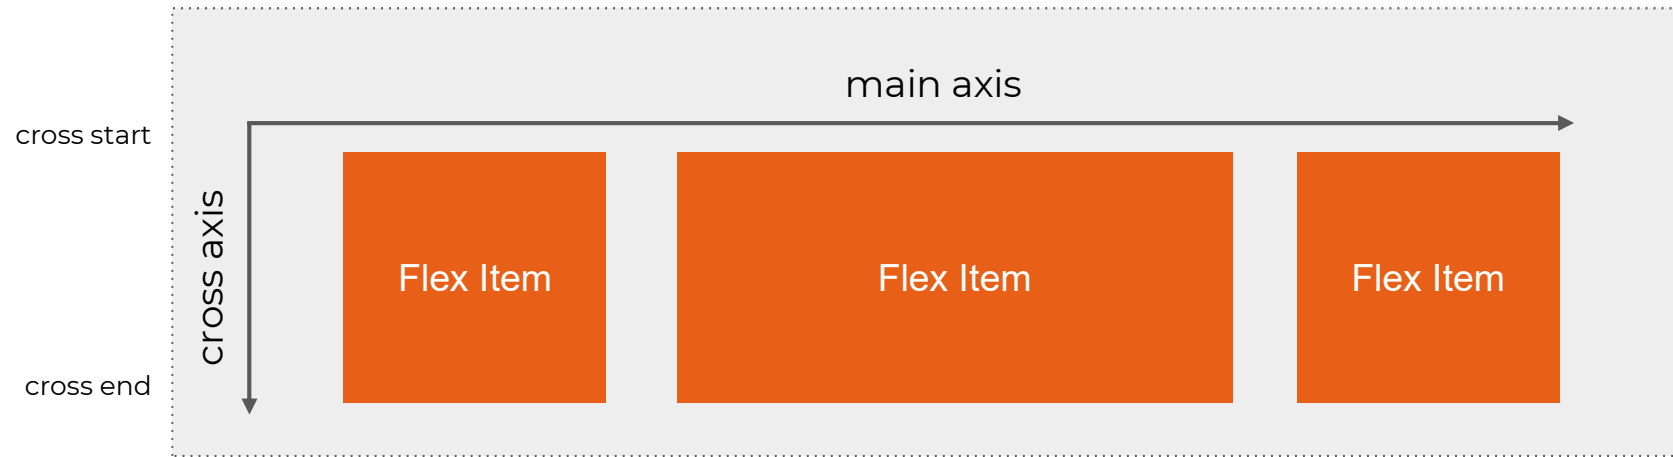 main axis
cross start
cross axis
Flex Item
Flex Item
Flex Item
cross end